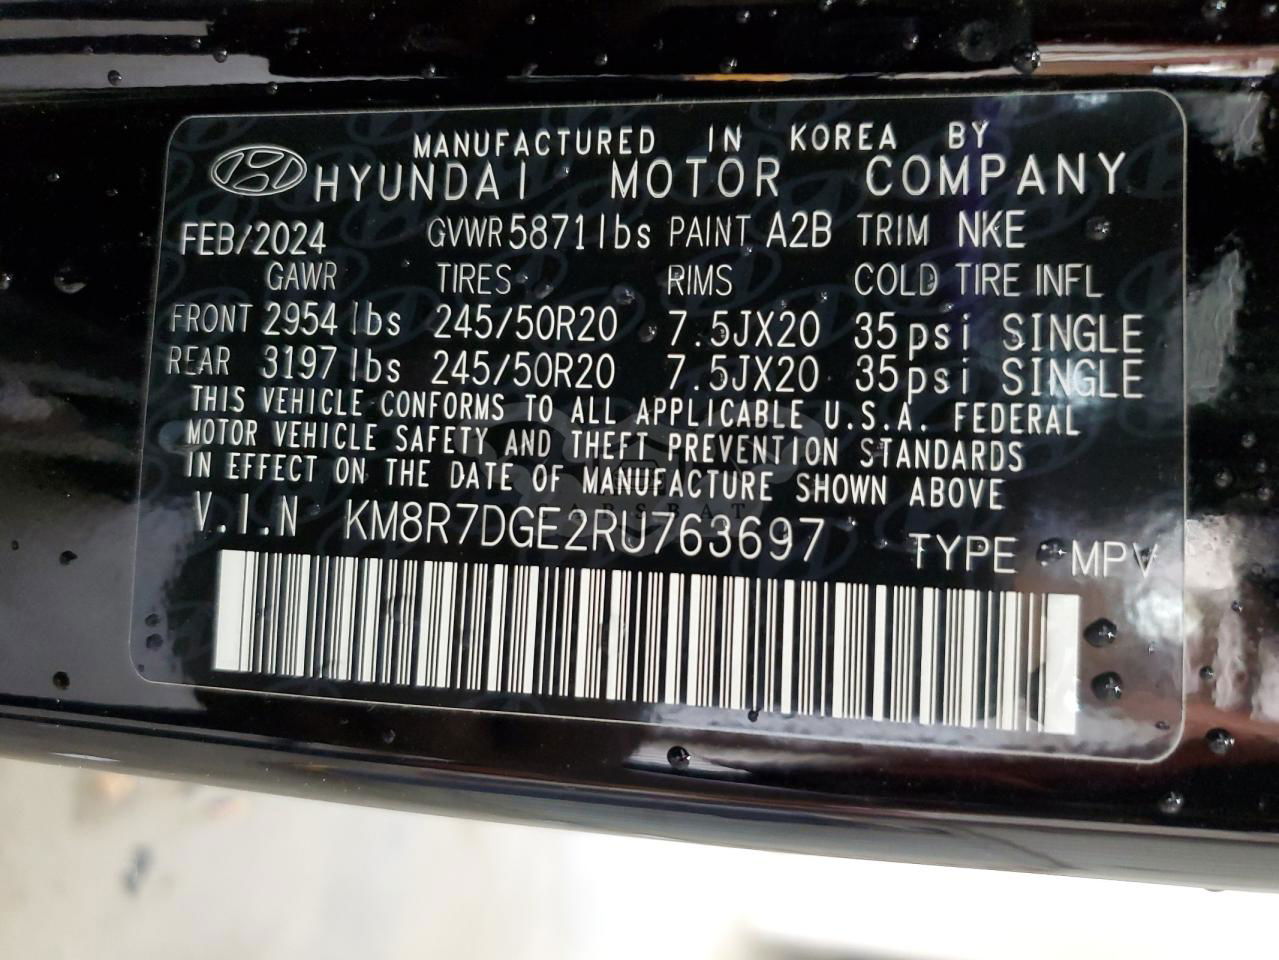 MANUFACTURED IN KOREA BY
HYUNDAI MOTOR COMPANY
FEB/2024 GVWR 5871lbs PAINT A2B TRIM NKE
GAWR TIRES RIMS COLD TIRE INFL
FRONT 2954 lbs 245/50R20 7.5JX20 35psi SINGLE
REAR 3197 lbs 245/50R20 7.5JX20 35psi SINGLE
THIS VEHICLE CONFORMS TO ALL APPLICABLE U.S.A. FEDERAL
MOTOR VEHICLE SAFETY AND THEFT PREVENTION STANDARDS
IN EFFECT ON THE DATE OF MANUFACTURE SHOWN ABOVE
CARSBAT
V.I.N KM8R7DGE2RU763697 TYPE MPV